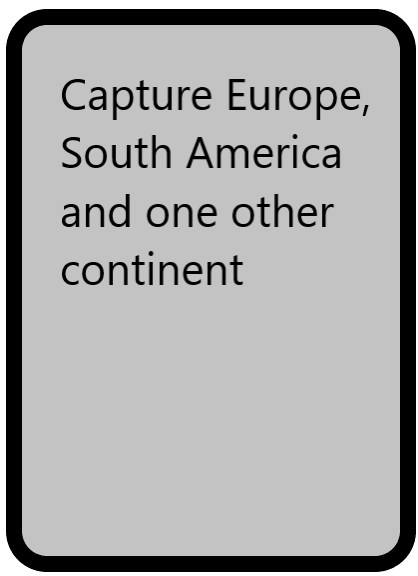 Capture Europe,
South America
and one other
continent